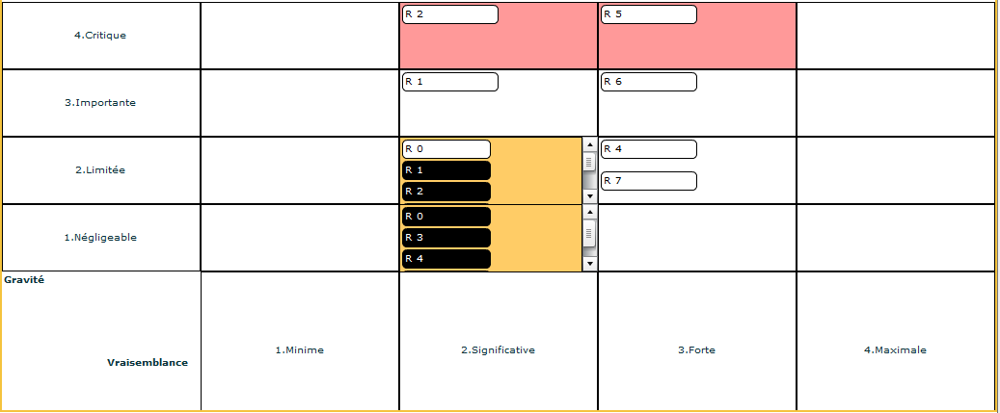 4.Critique
R 2
R 5
3.Importante
R 1
R 6
2.Limitée
R 0
R 1
R 2
R 4
R 7
1.Négligeable
R 0
R 3
R 4
Gravité
Vraisemblance
1.Minime
2.Significative
3.Forte
4.Maximale